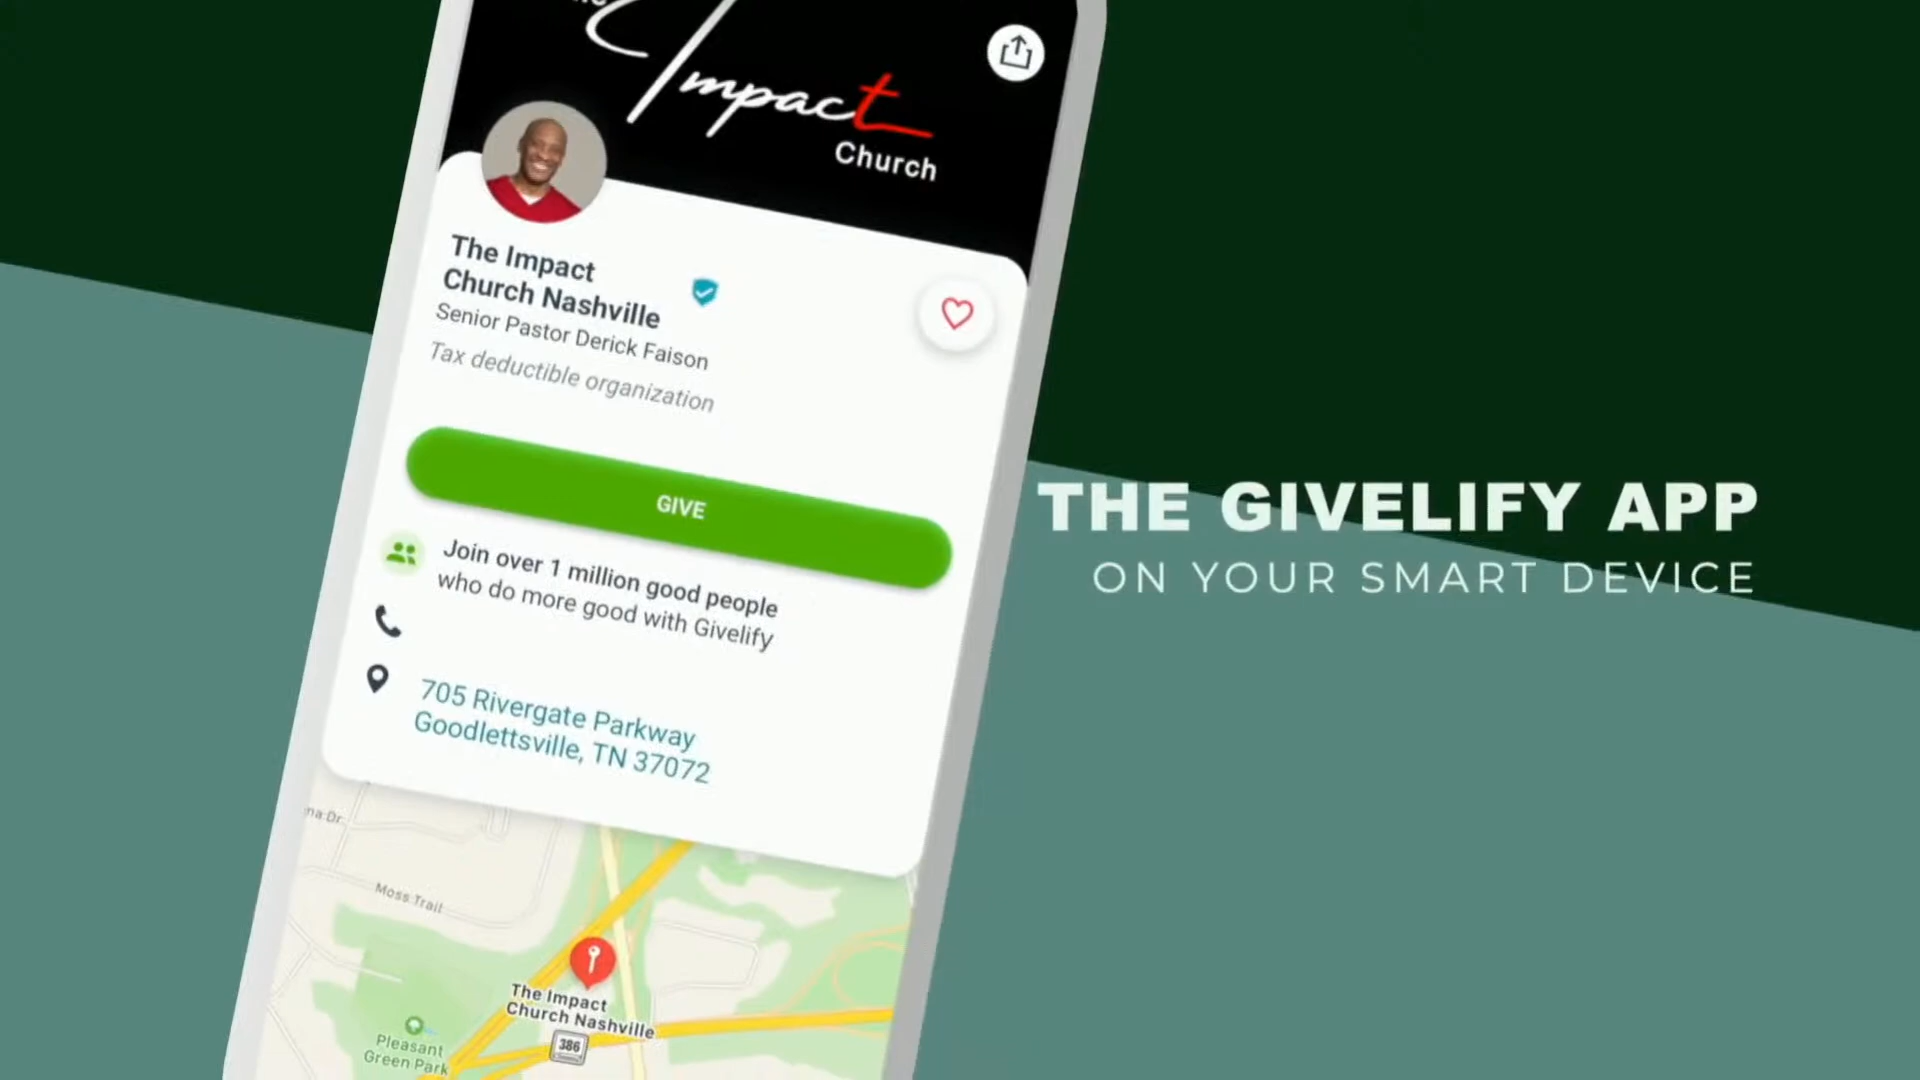 Impact
Church
The Impact
Church Nashville
Senior Pastor Derick Faison
Tax deductible organization
GIVE
Join over 1 million good people
who do more good with Givelify
705 Rivergate Parkway
Goodlettsville, TN 37072
THE GIVELIFY APP
ON YOUR SMART DEVICE
Moss Trail
The Impact
Church Nashville
386
Pleasant
Green Park